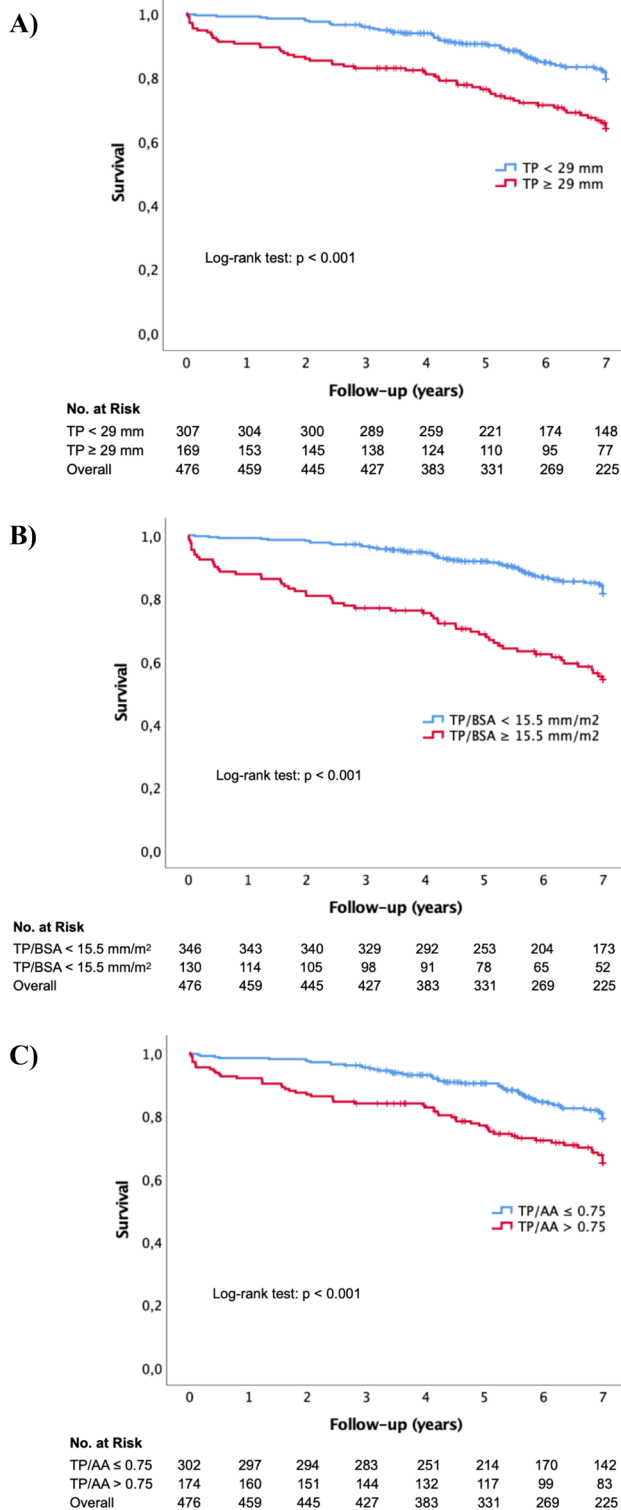 A)
1,0
0,8
0,6
0,4
0,2
0,0
Survival
TP < 29 mm
TP ≥ 29 mm
Log-rank test: p < 0.001
0 1 2 3 4 5 6 7
Follow-up (years)
No. at Risk
TP < 29 mm 307 304 300 289 259 221 174 148
TP ≥ 29 mm 169 153 145 138 124 110 95 77
Overall 476 459 445 427 383 331 269 225
B)
1,0
0,8
0,6
0,4
0,2
0,0
Survival
TP/BSA < 15.5 mm/m2
TP/BSA ≥ 15.5 mm/m2
Log-rank test: p < 0.001
0 1 2 3 4 5 6 7
Follow-up (years)
No. at Risk
TP/BSA < 15.5 mm/m² 346 343 340 329 292 253 204 173
TP/BSA < 15.5 mm/m² 130 114 105 98 91 78 65 52
Overall 476 459 445 427 383 331 269 225
C)
1,0
0,8
0,6
0,4
0,2
0,0
Survival
TP/AA ≤ 0.75
TP/AA > 0.75
Log-rank test: p < 0.001
0 1 2 3 4 5 6 7
Follow-up (years)
No. at Risk
TP/AA ≤ 0.75 302 297 294 283 251 214 170 142
TP/AA > 0.75 174 160 151 144 132 117 99 83
Overall 476 459 445 427 383 331 269 225